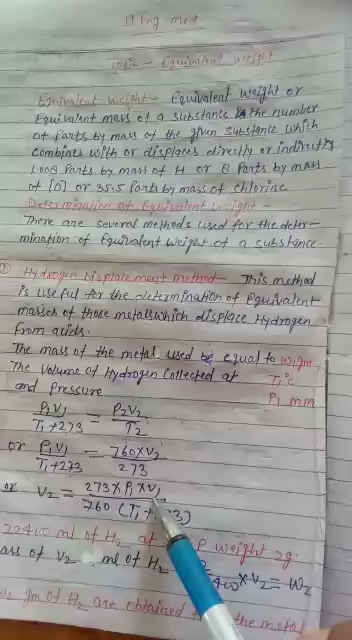 Topic - Equivalent Weight
Equivalent Weight - Equivalent weight or
Equivalent mass of a substance is the number
of Parts by mass of the given substance which
combines with or displaces directly or indirectly
1.008 Parts by mass of H or 8 Parts by mass
of [O] or 35.5 Parts by mass of chlorine
Determination of Equivalent Weight -
There are several methods used for the deter-
mination of Equivalent Weight of a substance.
① Hydrogen Displacement method - This method
is useful for the determination of Equivalent
masses of those metals which displace Hydrogen
from acids.
The mass of the metal used be equal to W₁gm
The volume of Hydrogen Collected at T₁°C
and Pressure P₁ mm
P₁V₁/T₁+273 = P₂V₂/T₂
or P₁V₁/T₁+273 = 760×V₂/273
or V₂ = 273×P₁×V₁/760 (T₁+273)
22400 ml of H₂ at P weight 2g.
ass of V₂ ml of H₂ ×V₂ = W₂
gm of H₂ are obtained the metal